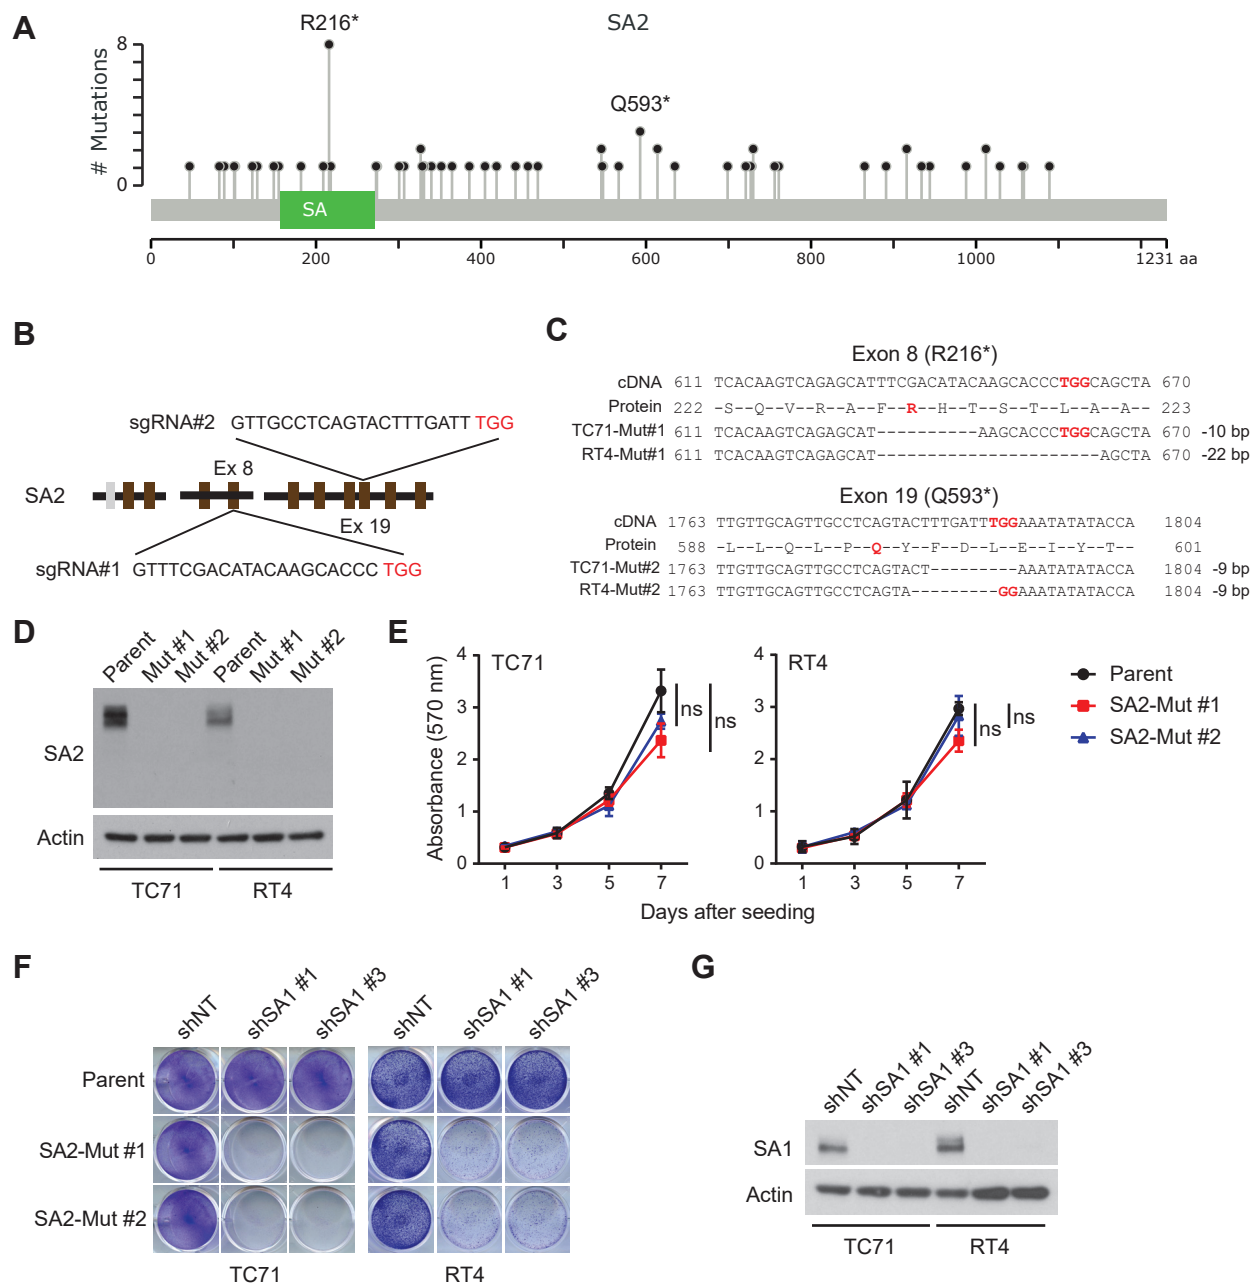 A
SA2
R216*
Q593*
# Mutations
8
0
SA
0 200 400 600 800 1000 1231 aa
B
sgRNA#2 GTTGCCTCAGTACTTTGATT TGG
Ex 8
SA2
Ex 19
sgRNA#1 GTTTCGACATACAAGCACCC TGG
C
Exon 8 (R216*)
cDNA 611 TCACAAGTCAGAGCATTTCGACATACAAGCACCCTGGCAGCTA 670
Protein 222 -S--Q--V--R--A--F--R--H--T--S--T--L--A--A-- 223
TC71-Mut#1 611 TCACAAGTCAGAGCAT----------AAGCACCCTGGCAGCTA 670 -10 bp
RT4-Mut#1 611 TCACAAGTCAGAGCAT----------------------AGCTA 670 -22 bp
Exon 19 (Q593*)
cDNA 1763 TTGTTGCAGTTGCCTCAGTACTTTGATTTGGAAATATATACCA 1804
Protein 588 -L--L--Q--L--P--Q--Y--F--D--L--E--I--Y--T-- 601
TC71-Mut#2 1763 TTGTTGCAGTTGCCTCAGTACT---------AAATATATACCA 1804 -9 bp
RT4-Mut#2 1763 TTGTTGCAGTTGCCTCAGTA---------GGAAATATATACCA 1804 -9 bp
D
Parent Mut #1 Mut #2 Parent Mut #1 Mut #2
SA2
Actin
TC71 RT4
E
TC71
RT4
Absorbance (570 nm)
4
3
2
1
0
1 3 5 7
ns
ns
4
3
2
1
0
1 3 5 7
ns
ns
Days after seeding
Parent
SA2-Mut #1
SA2-Mut #2
F
shNT shSA1 #1 shSA1 #3 shNT shSA1 #1 shSA1 #3
Parent
SA2-Mut #1
SA2-Mut #2
TC71 RT4
G
shNT shSA1 #1 shSA1 #3 shNT shSA1 #1 shSA1 #3
SA1
Actin
TC71 RT4